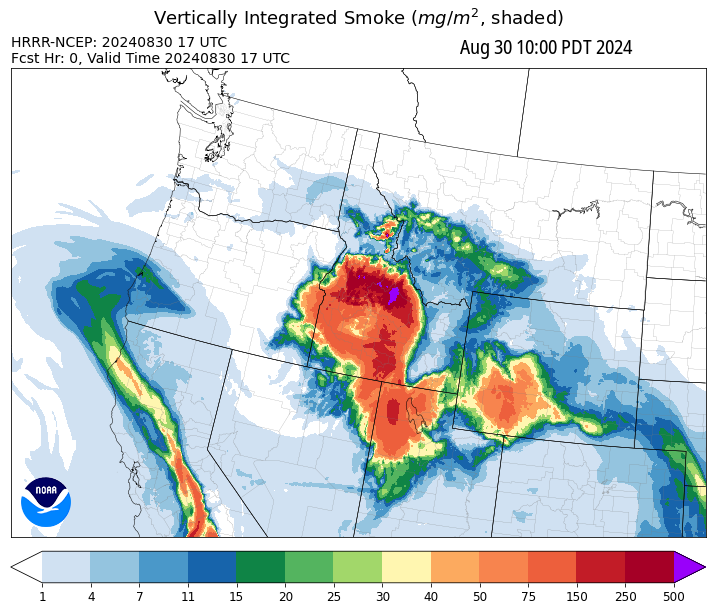 Vertically Integrated Smoke (mg/m², shaded)
HRRR-NCEP: 20240830 17 UTC
Aug 30 10:00 PDT 2024
Fcst Hr: 0, Valid Time 20240830 17 UTC
NOAA
1 4 7 11 15 20 25 30 40 50 75 150 250 500